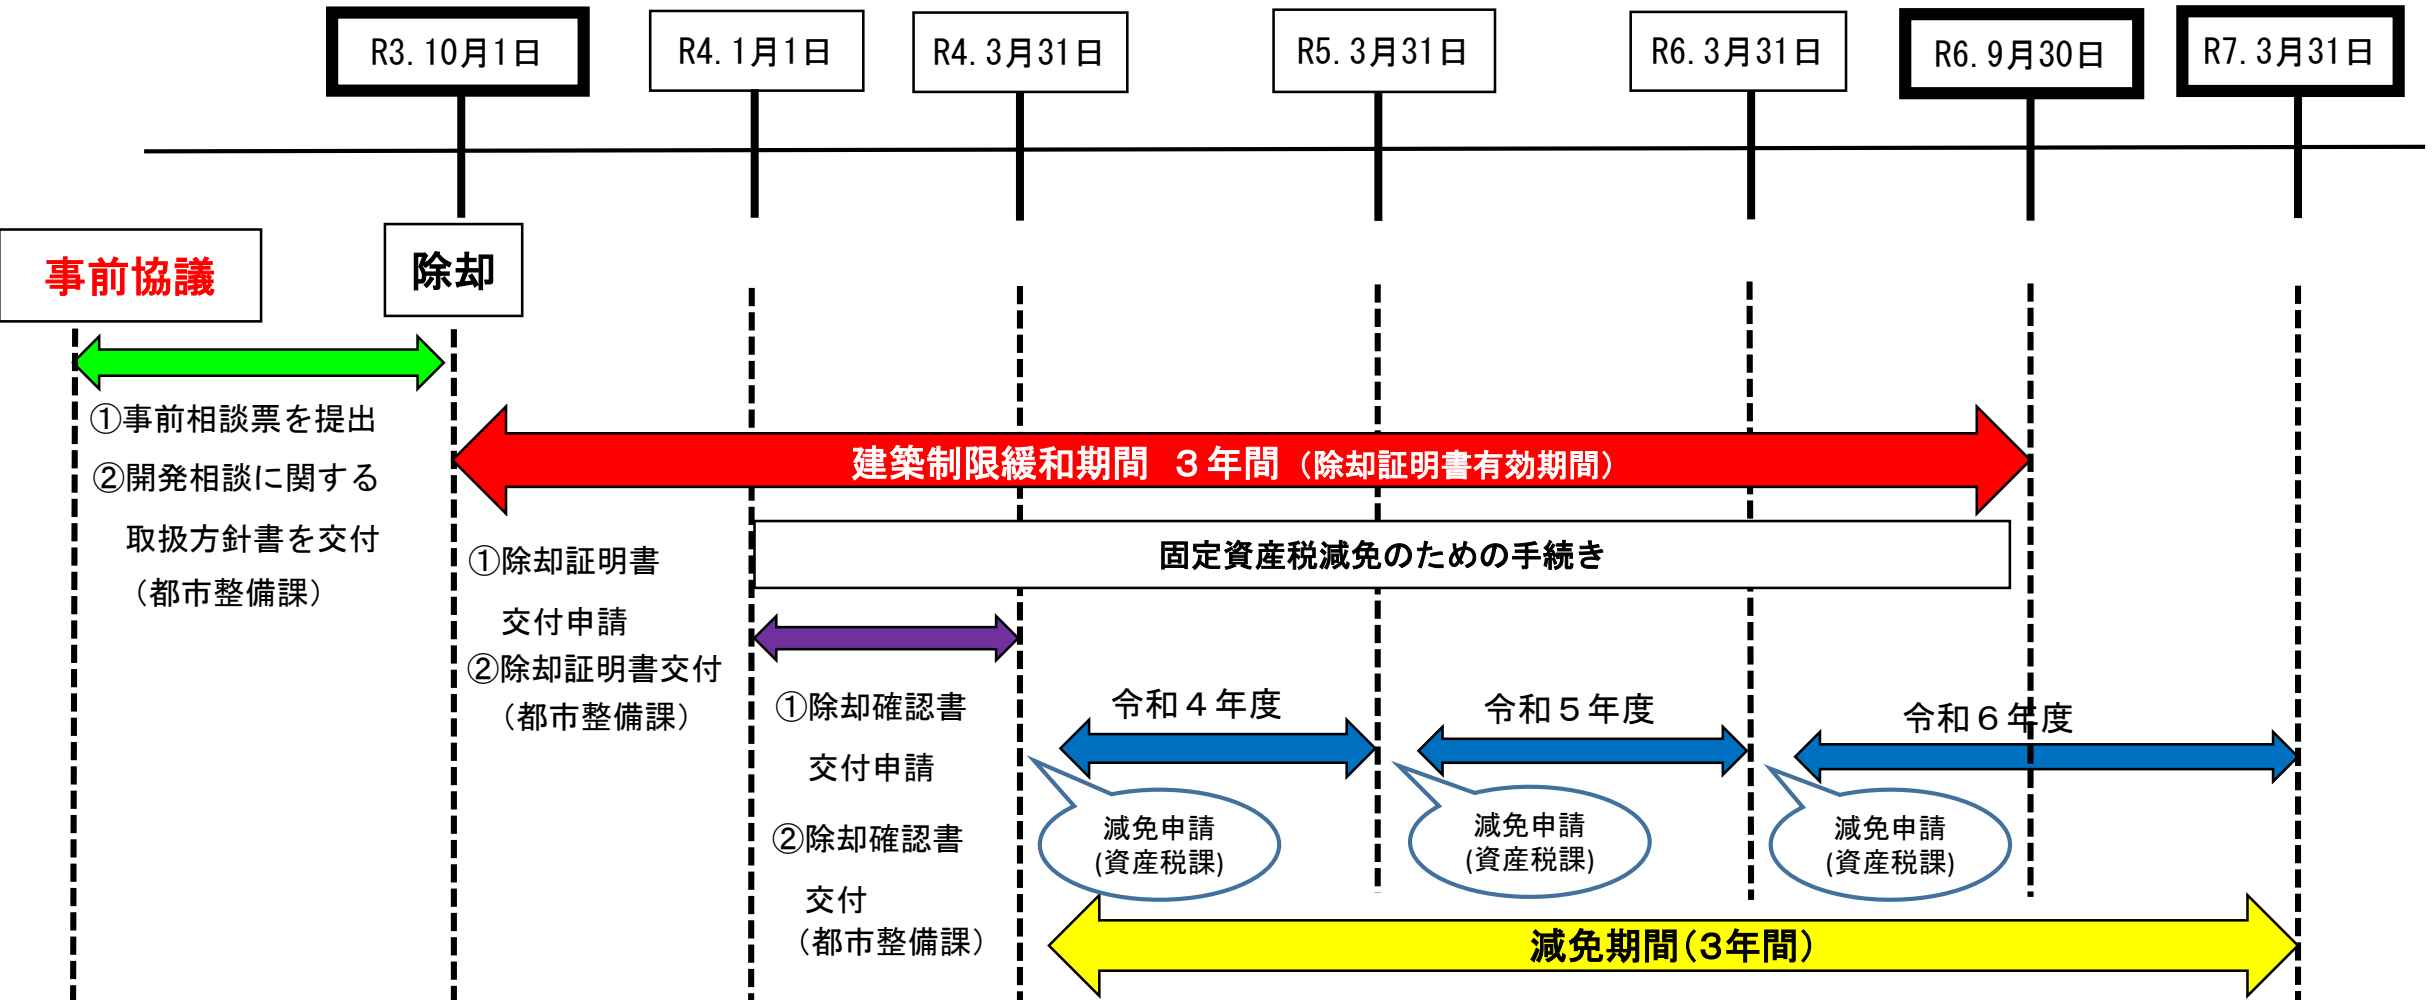 R3.10月1日
R4.1月1日
R4.3月31日
R5.3月31日
R6.3月31日
R6.9月30日
R7.3月31日
事前協議
除却
①事前相談票を提出
②開発相談に関する
取扱方針書を交付
（都市整備課）
建築制限緩和期間　３年間（除却証明書有効期間）
固定資産税減免のための手続き
①除却証明書
交付申請
②除却証明書交付
（都市整備課）
①除却確認書
交付申請
②除却確認書
交付
（都市整備課）
令和４年度
令和５年度
令和６年度
減免申請
(資産税課)
減免申請
(資産税課)
減免申請
(資産税課)
減免期間（３年間）